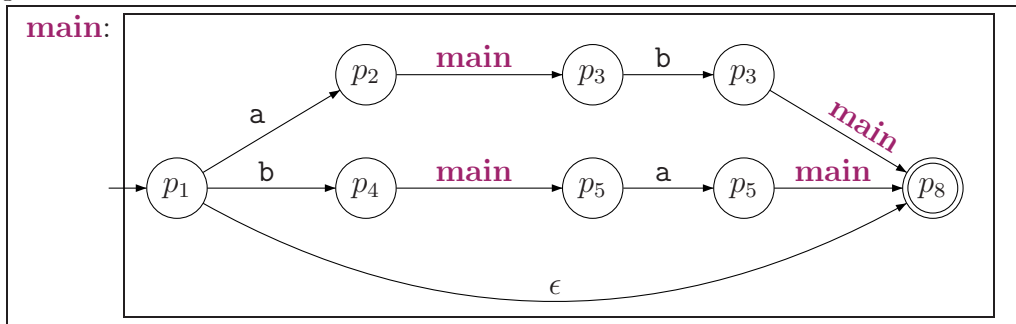 main:
p₂ main p₃ b p₃
a main
p₁ b p₄ main p₅ a p₅ main p₈
ϵ